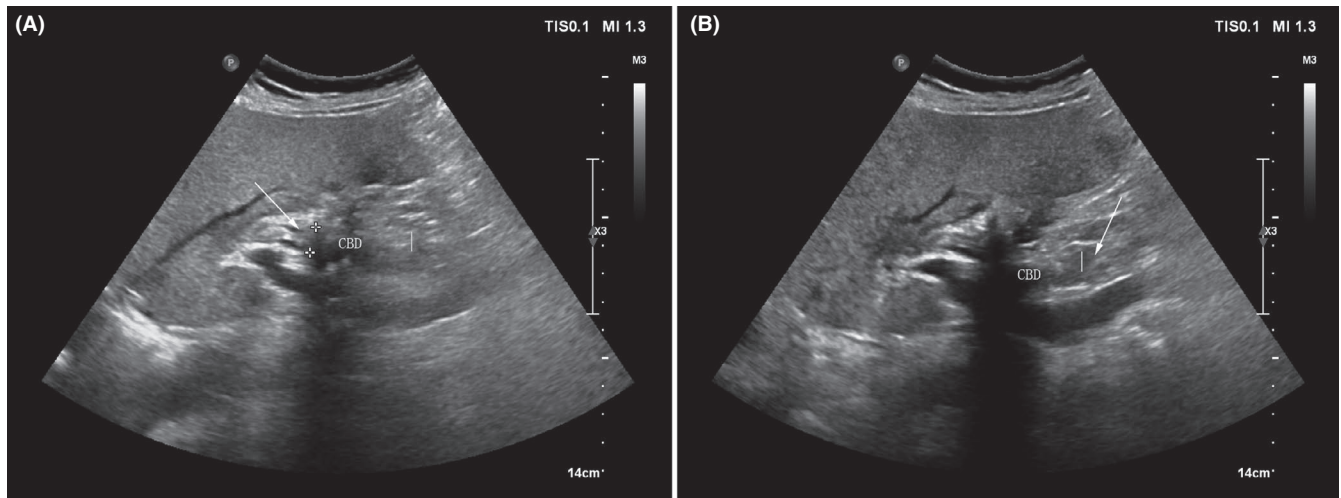 (A)
TIS0.1 MI 1.3
P
M3
CBD
X3
14cm
(B)
TIS0.1 MI 1.3
P
M3
CBD
X3
14cm